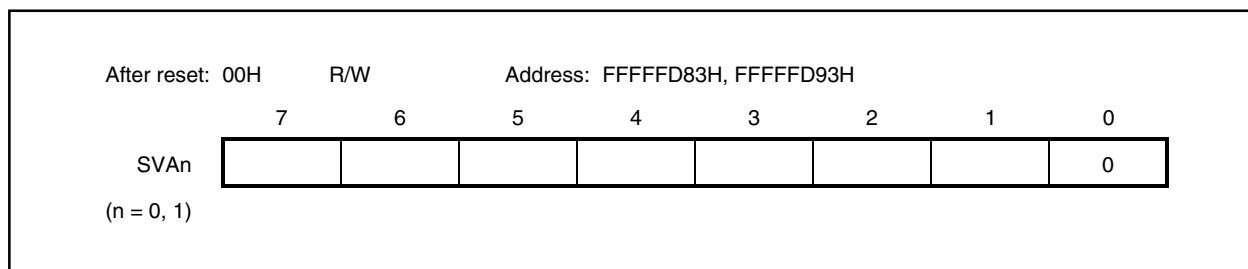 After reset: 00H R/W Address: FFFFFD83H, FFFFFD93H
7 6 5 4 3 2 1 0
SVAn 0
(n = 0, 1)